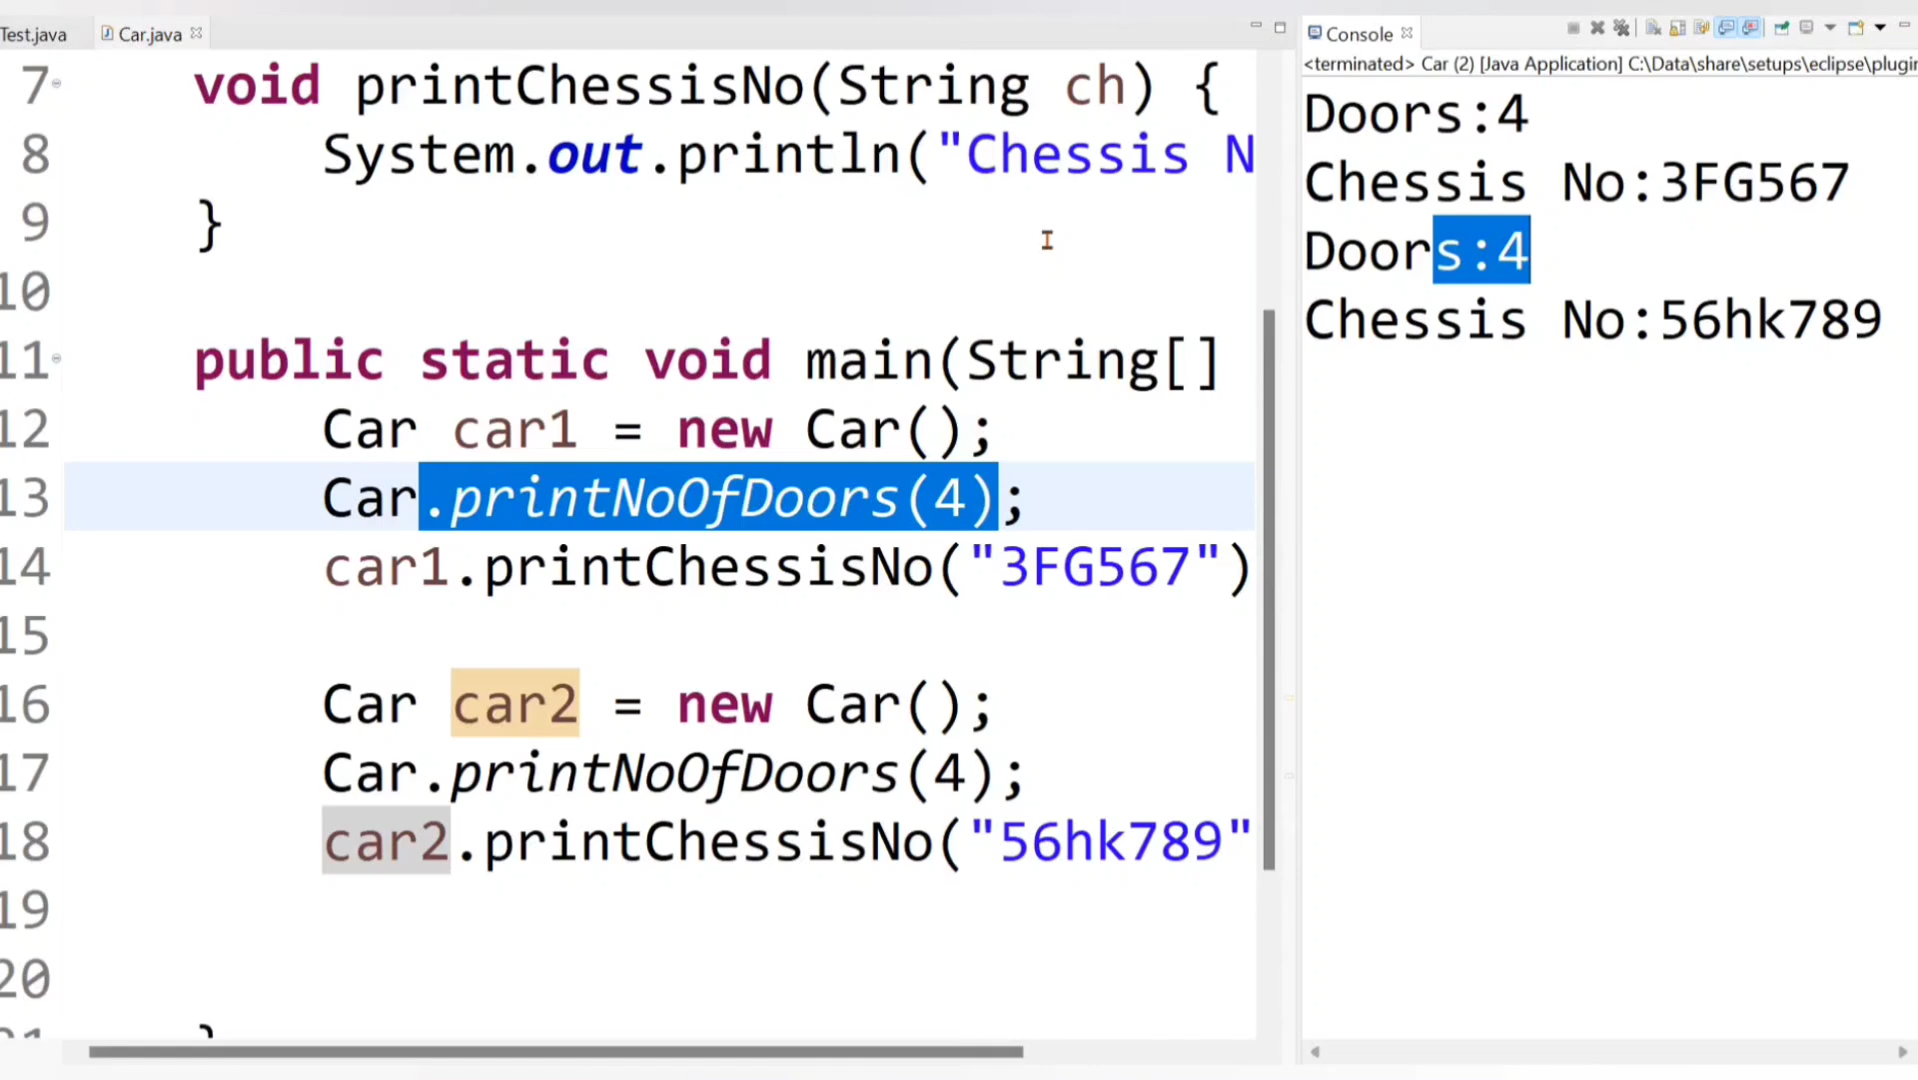 Test.java Car.java
7 void printChessisNo(String ch) {
8 System.out.println("Chessis N
9 }
10
11 public static void main(String[]
12 Car car1 = new Car();
13 Car.printNoOfDoors(4);
14 car1.printChessisNo("3FG567")
15
16 Car car2 = new Car();
17 Car.printNoOfDoors(4);
18 car2.printChessisNo("56hk789"
19
20
21 }
Console
<terminated> Car (2) [Java Application] C:\Data\share\setups\eclipse\plugin
Doors:4
Chessis No:3FG567
Doors:4
Chessis No:56hk789